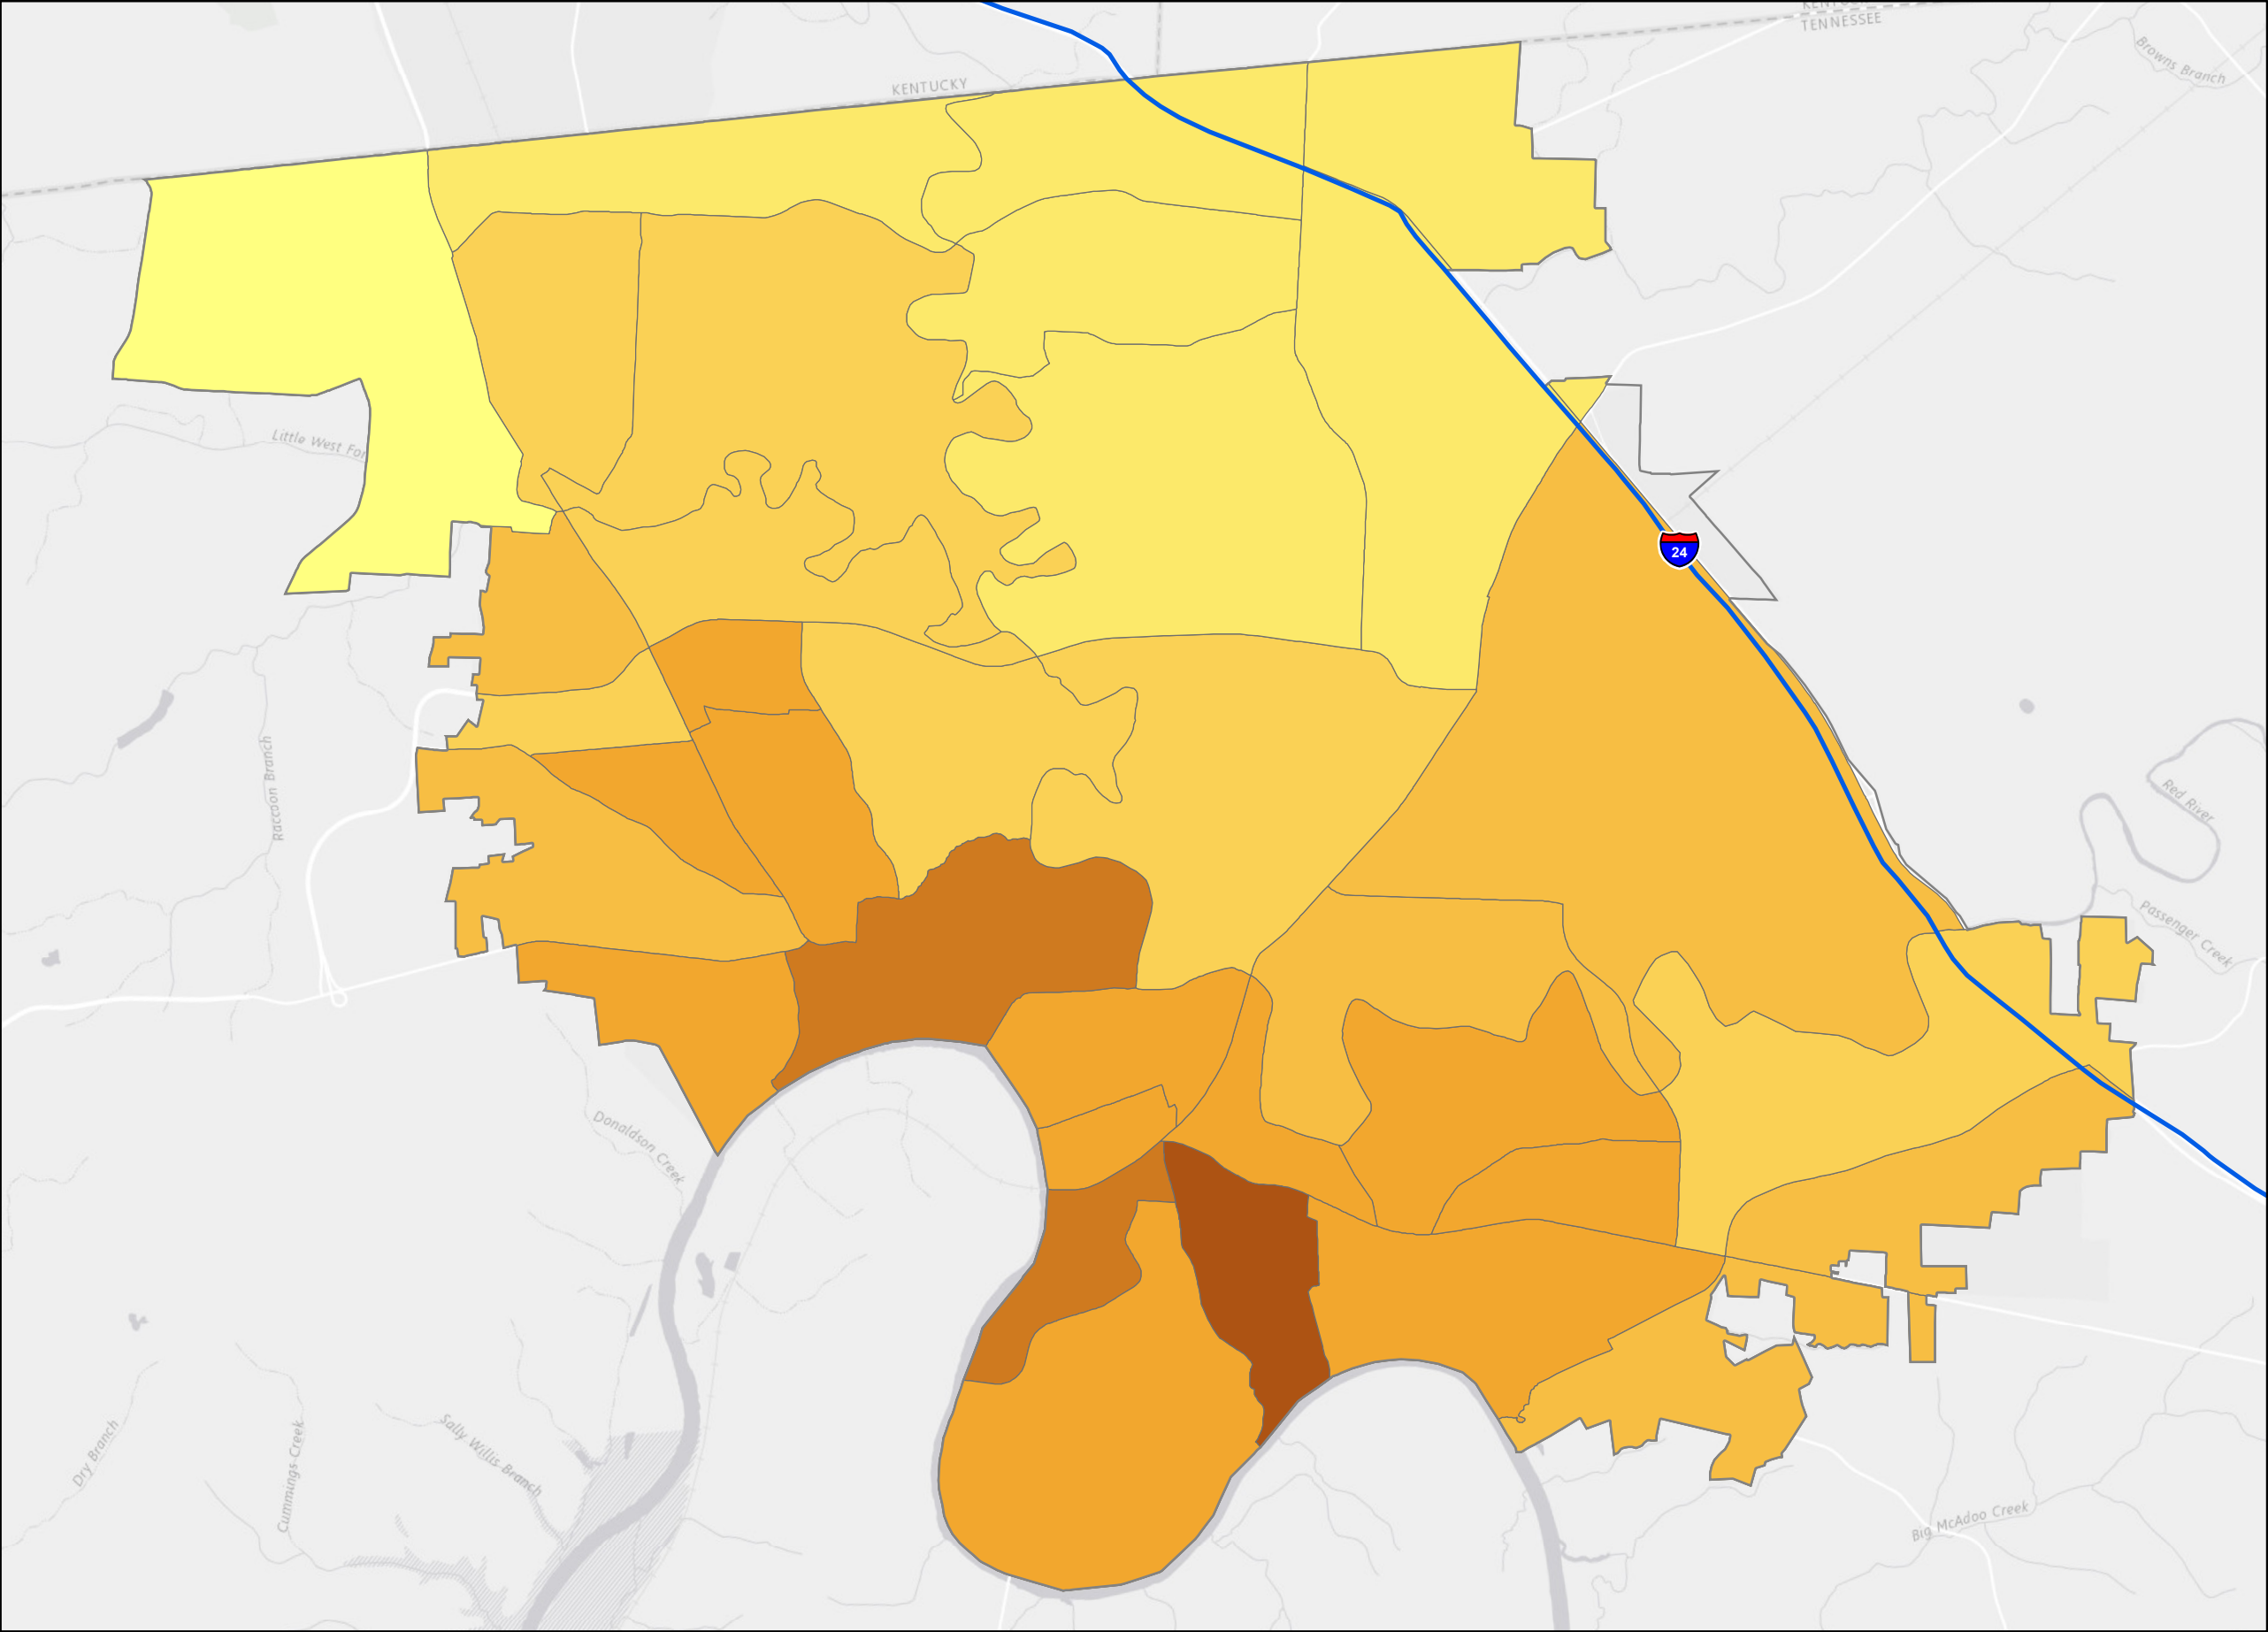 TENNESSEE
KENTUCKY
Browns Branch
Little West For
24
Raccoon Branch
Red River
Passenger Creek
Donaldson Creek
Dry Branch
Cummings Creek
Sally Willis Branch
Big McAdoo Creek